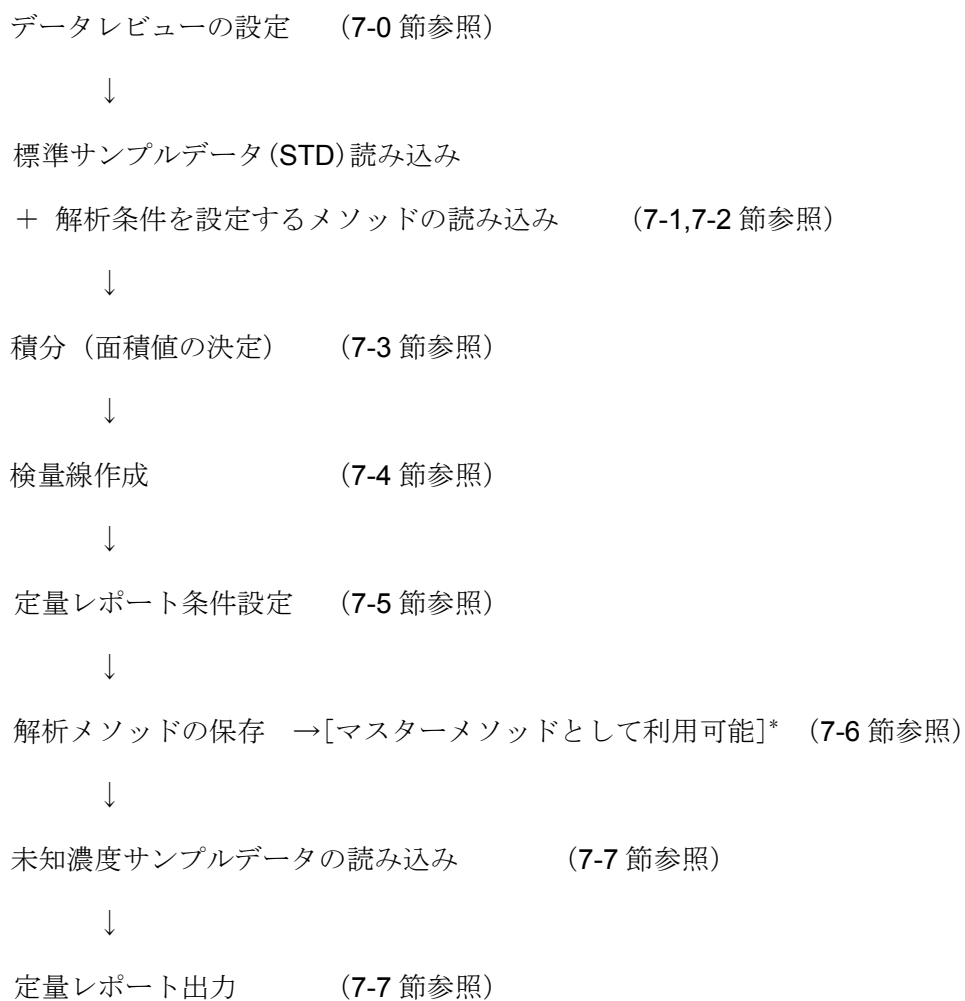 データレビューの設定　（7-0 節参照）
↓
標準サンプルデータ（STD）読み込み
＋ 解析条件を設定するメソッドの読み込み　　（7-1,7-2 節参照）
↓
積分（面積値の決定）　（7-3 節参照）
↓
検量線作成　　　　　　（7-4 節参照）
↓
定量レポート条件設定　（7-5 節参照）
↓
解析メソッドの保存　→[マスターメソッドとして利用可能]*　（7-6 節参照）
↓
未知濃度サンプルデータの読み込み　　　（7-7 節参照）
↓
定量レポート出力　　　（7-7 節参照）